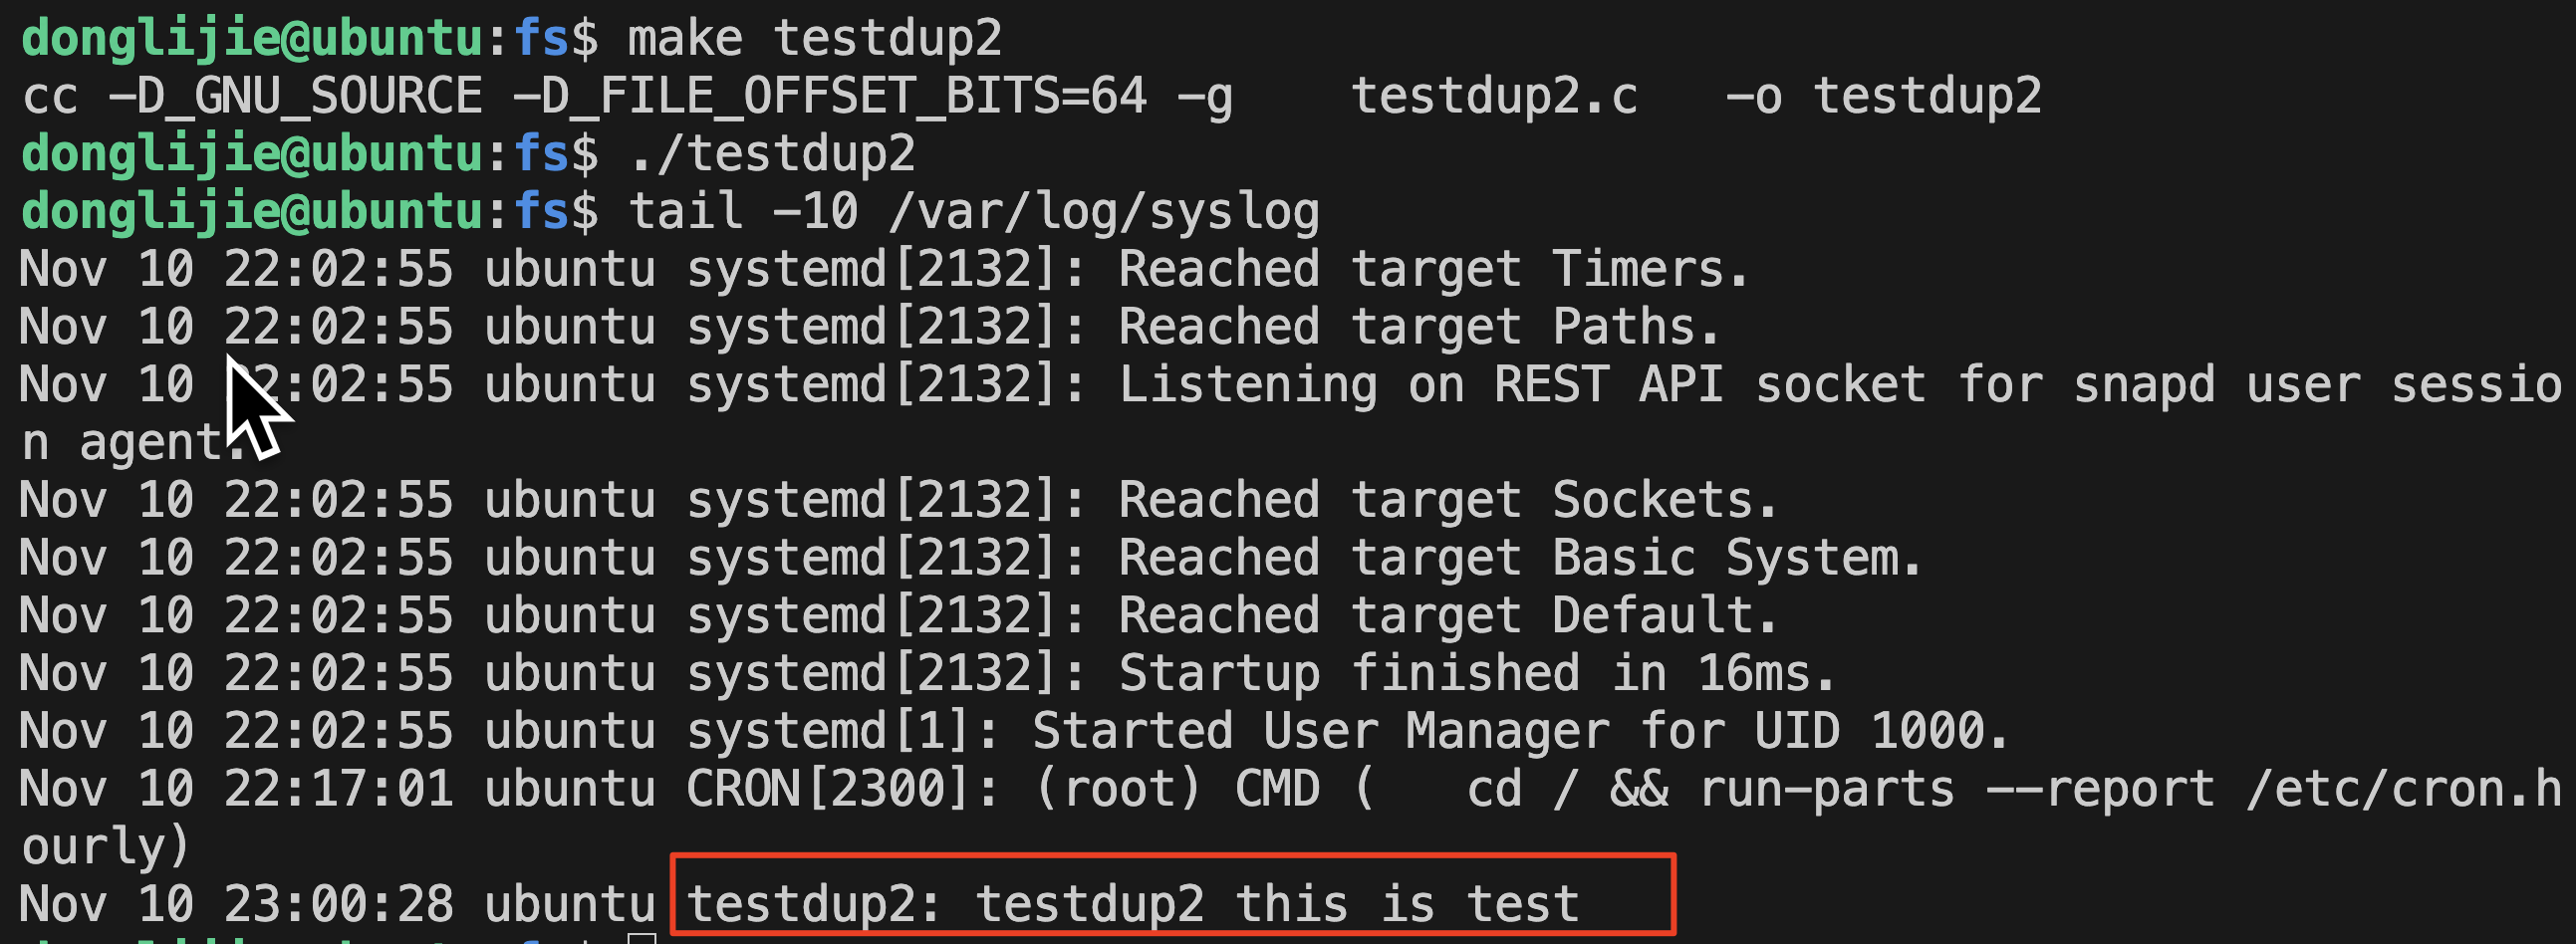 donglijie@ubuntu:fs$ make testdup2
cc -D_GNU_SOURCE -D_FILE_OFFSET_BITS=64 -g    testdup2.c   -o testdup2
donglijie@ubuntu:fs$ ./testdup2
donglijie@ubuntu:fs$ tail -10 /var/log/syslog
Nov 10 22:02:55 ubuntu systemd[2132]: Reached target Timers.
Nov 10 22:02:55 ubuntu systemd[2132]: Reached target Paths.
Nov 10 22:02:55 ubuntu systemd[2132]: Listening on REST API socket for snapd user sessio
n agent.
Nov 10 22:02:55 ubuntu systemd[2132]: Reached target Sockets.
Nov 10 22:02:55 ubuntu systemd[2132]: Reached target Basic System.
Nov 10 22:02:55 ubuntu systemd[2132]: Reached target Default.
Nov 10 22:02:55 ubuntu systemd[2132]: Startup finished in 16ms.
Nov 10 22:02:55 ubuntu systemd[1]: Started User Manager for UID 1000.
Nov 10 22:17:01 ubuntu CRON[2300]: (root) CMD (   cd / && run-parts --report /etc/cron.h
ourly)
Nov 10 23:00:28 ubuntu testdup2: testdup2 this is test